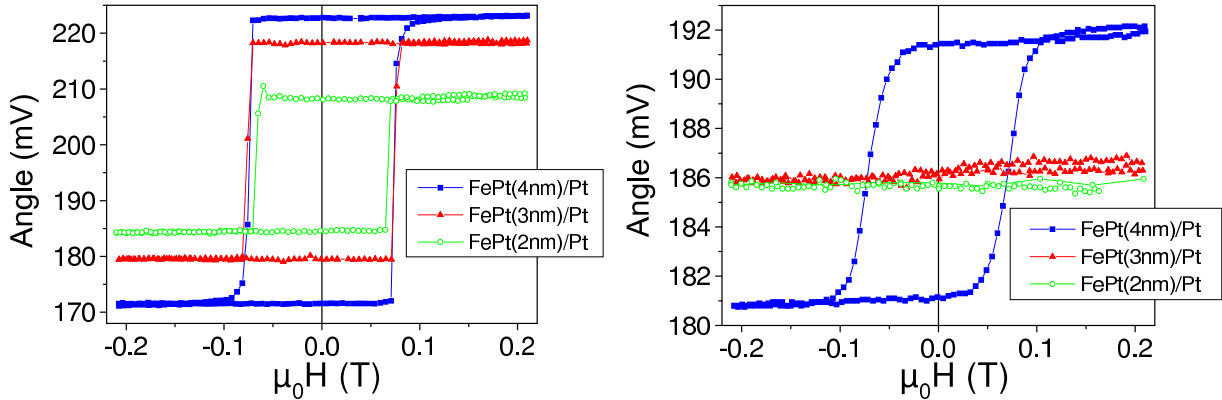 220
210
200
190
180
170
Angle (mV)
FePt(4nm)/Pt
FePt(3nm)/Pt
FePt(2nm)/Pt
-0.2 -0.1 0.0 0.1 0.2
μ₀H (T)
192
190
188
186
184
182
180
Angle (mV)
FePt(4nm)/Pt
FePt(3nm)/Pt
FePt(2nm)/Pt
-0.2 -0.1 0.0 0.1 0.2
μ₀H (T)